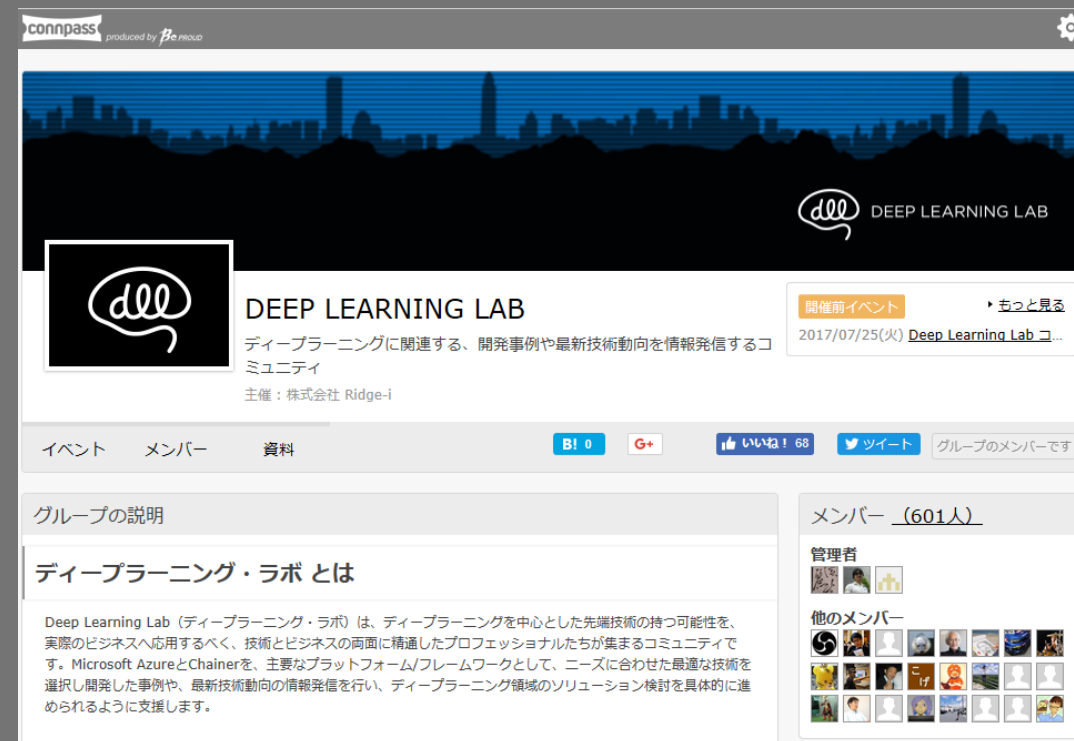 connpass produced by Be PROUD
dll DEEP LEARNING LAB
dll
DEEP LEARNING LAB
ディープラーニングに関連する、開発事例や最新技術動向を情報発信するコ
ミュニティ
主催：株式会社 Ridge-i
開催前イベント
もっと見る
2017/07/25(火) Deep Learning Lab コ...
イベント メンバー 資料
B! 0
G+
いいね！ 68
ツイート
グループのメンバーです
グループの説明
ディープラーニング・ラボ とは
Deep Learning Lab（ディープラーニング・ラボ）は、ディープラーニングを中心とした先端技術の持つ可能性を、
実際のビジネスへ応用するべく、技術とビジネスの両面に精通したプロフェッショナルたちが集まるコミュニティで
す。Microsoft AzureとChainerを、主要なプラットフォーム/フレームワークとして、ニーズに合わせた最適な技術を
選択し開発した事例や、最新技術動向の情報発信を行い、ディープラーニング領域のソリューション検討を具体的に進
められるように支援します。
メンバー （601人）
管理者
他のメンバー
こげ